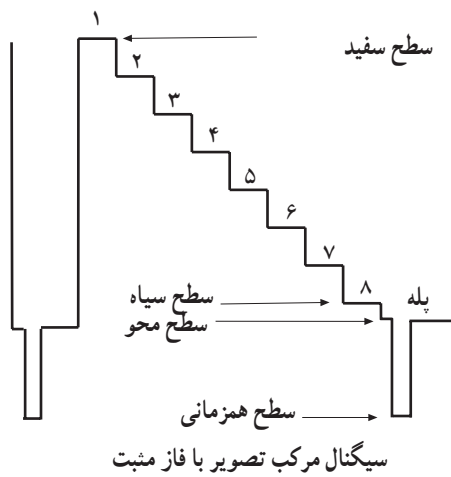 ۱
سطح سفید
۲
۳
۴
۵
۶
۷
۸
پله
سطح سیاه
سطح محو
سطح همزمانی
سیگنال مرکب تصویر با فاز مثبت